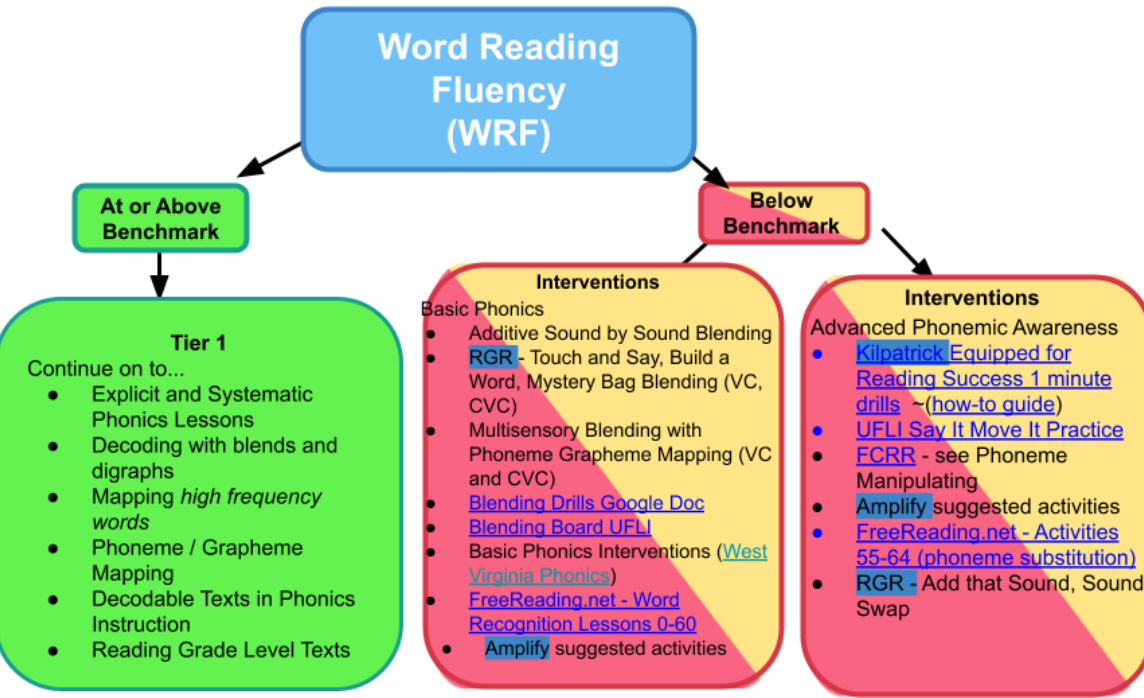 Word Reading
Fluency
(WRF)
At or Above
Benchmark
Below
Benchmark
Tier 1
Continue on to...
● Explicit and Systematic
Phonics Lessons
● Decoding with blends and
digraphs
● Mapping high frequency
words
● Phoneme / Grapheme
Mapping
● Decodable Texts in Phonics
Instruction
● Reading Grade Level Texts
Interventions
Basic Phonics
● Additive Sound by Sound Blending
● RGR - Touch and Say, Build a
Word, Mystery Bag Blending (VC,
CVC)
● Multisensory Blending with
Phoneme Grapheme Mapping (VC
and CVC)
● Blending Drills Google Doc
● Blending Board UFLI
● Basic Phonics Interventions (West
Virginia Phonics)
● FreeReading.net - Word
Recognition Lessons 0-60
● Amplify suggested activities
Interventions
Advanced Phonemic Awareness
● Kilpatrick Equipped for
Reading Success 1 minute
drills ~(how-to guide)
● UFLI Say It Move It Practice
● FCRR - see Phoneme
Manipulating
● Amplify suggested activities
● FreeReading.net - Activities
55-64 (phoneme substitution)
● RGR - Add that Sound, Sound
Swap